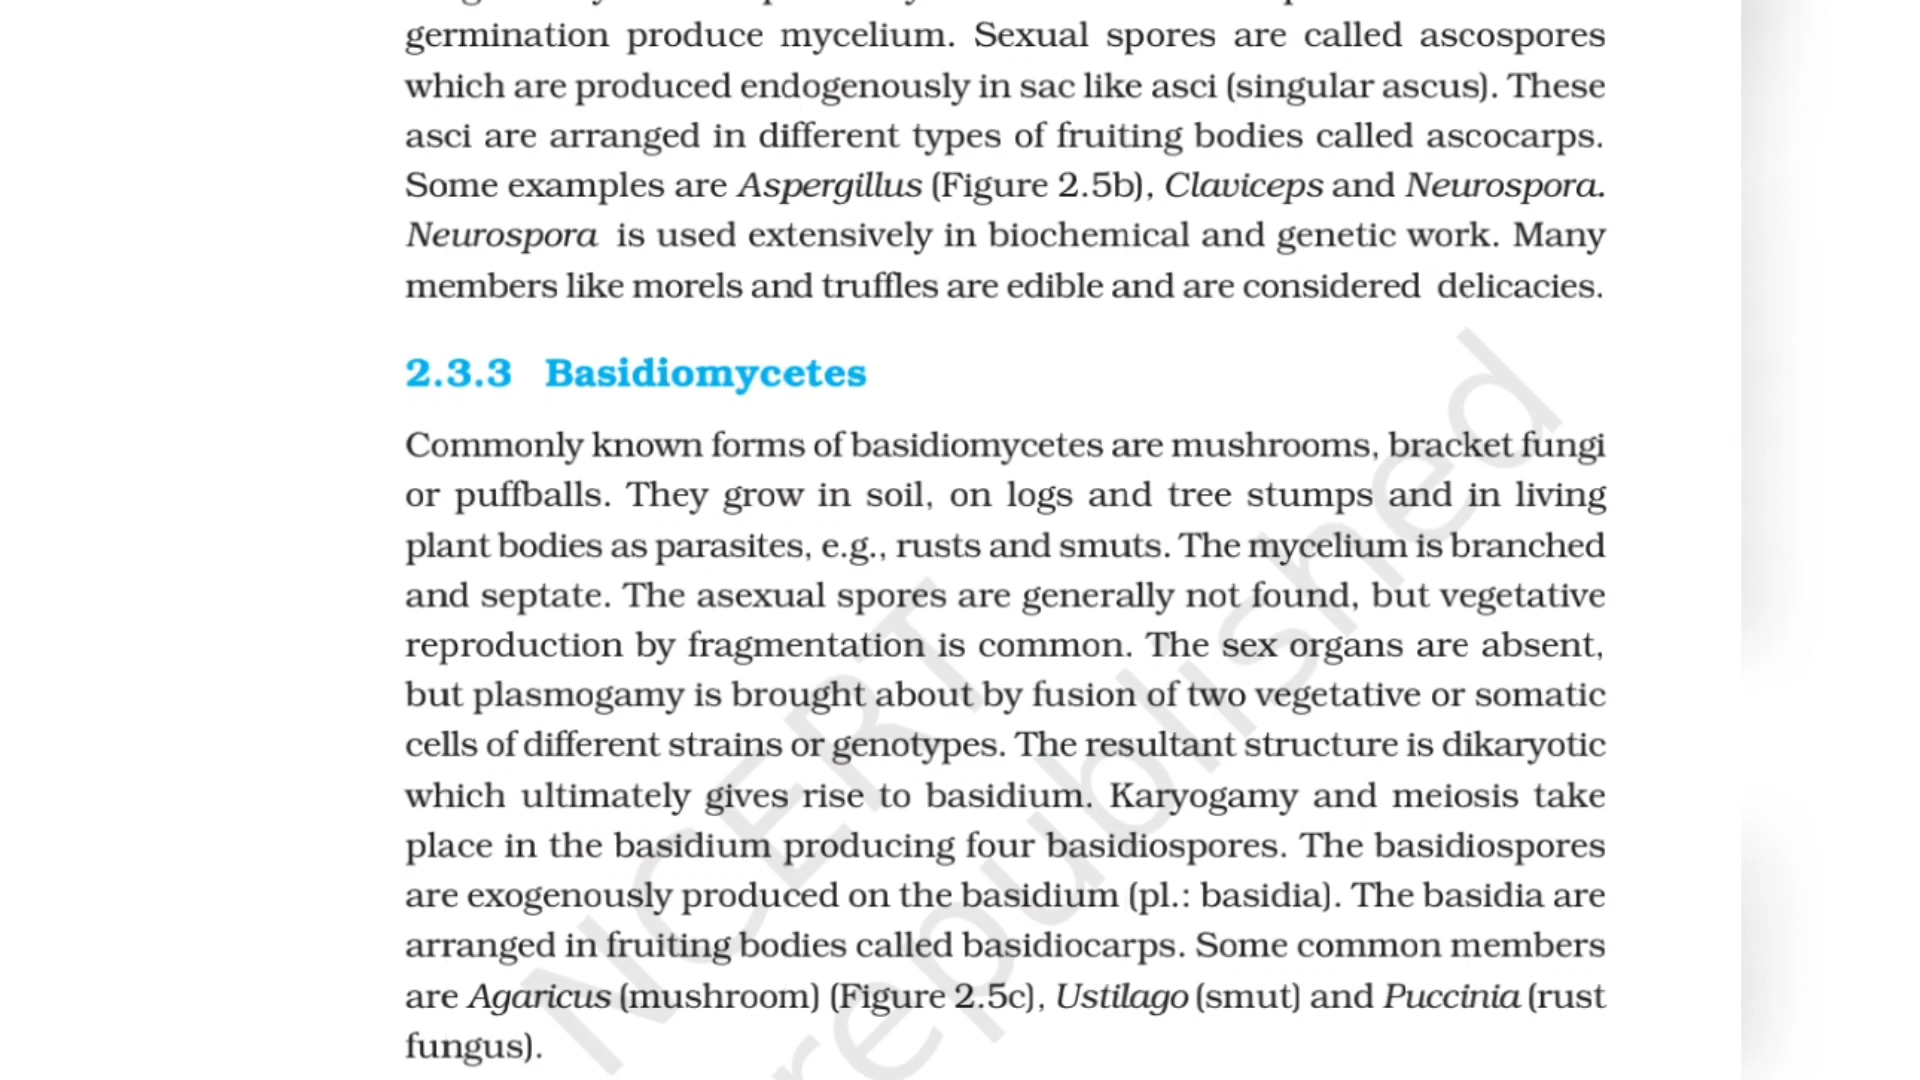 germination produce mycelium. Sexual spores are called ascospores
which are produced endogenously in sac like asci (singular ascus). These
asci are arranged in different types of fruiting bodies called ascocarps.
Some examples are Aspergillus (Figure 2.5b), Claviceps and Neurospora.
Neurospora is used extensively in biochemical and genetic work. Many
members like morels and truffles are edible and are considered delicacies.
2.3.3 Basidiomycetes
Commonly known forms of basidiomycetes are mushrooms, bracket fungi
or puffballs. They grow in soil, on logs and tree stumps and in living
plant bodies as parasites, e.g., rusts and smuts. The mycelium is branched
and septate. The asexual spores are generally not found, but vegetative
reproduction by fragmentation is common. The sex organs are absent,
but plasmogamy is brought about by fusion of two vegetative or somatic
cells of different strains or genotypes. The resultant structure is dikaryotic
which ultimately gives rise to basidium. Karyogamy and meiosis take
place in the basidium producing four basidiospores. The basidiospores
are exogenously produced on the basidium (pl.: basidia). The basidia are
arranged in fruiting bodies called basidiocarps. Some common members
are Agaricus (mushroom) (Figure 2.5c), Ustilago (smut) and Puccinia (rust
fungus).
NCERT
republished